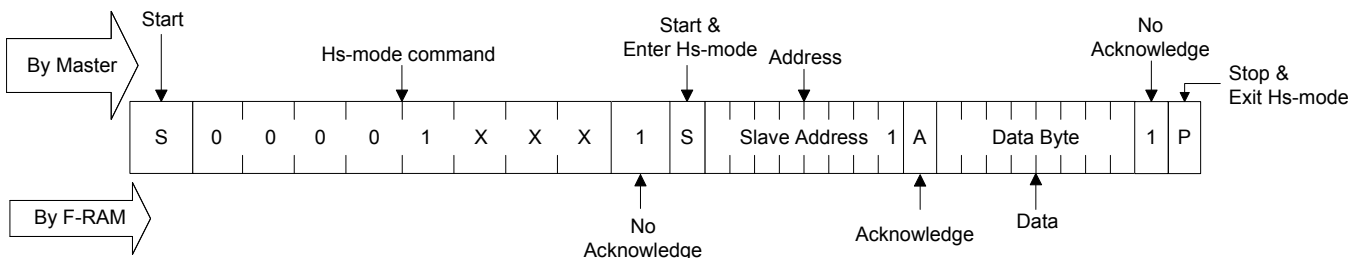 Start
Start &
Enter Hs-mode
No
Acknowledge
By Master
Hs-mode command
Address
Stop &
Exit Hs-mode
S 0 0 0 0 1 X X X 1 S Slave Address 1 A Data Byte 1 P
By F-RAM
No
Acknowledge
Acknowledge
Data